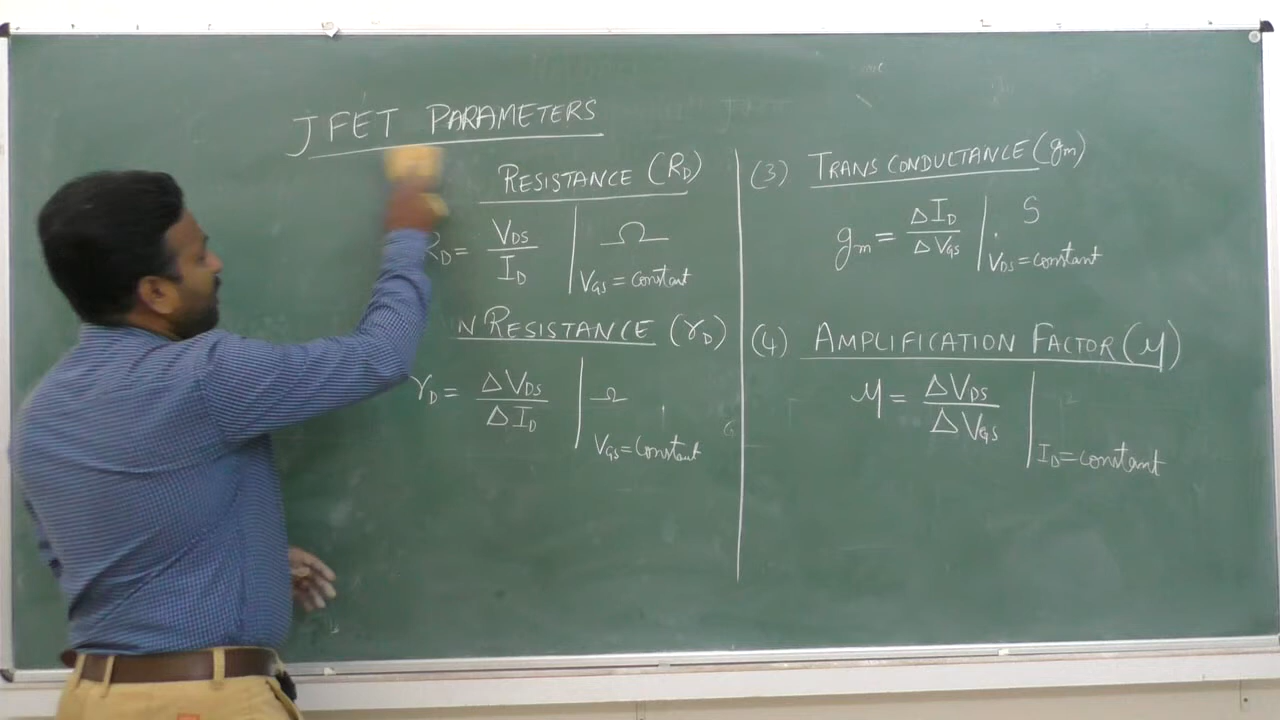 JFET PARAMETERS
RESISTANCE (RD)
RD = VDS / ID | Ω
VGS = constant
N RESISTANCE (rD)
rD = ΔVDS / ΔID | Ω
VGS = constant
(3) TRANS CONDUCTANCE (gm)
gm = ΔID / ΔVGS | S
VDS = constant
(4) AMPLIFICATION FACTOR (μ)
μ = ΔVDS / ΔVGS |
ID = constant